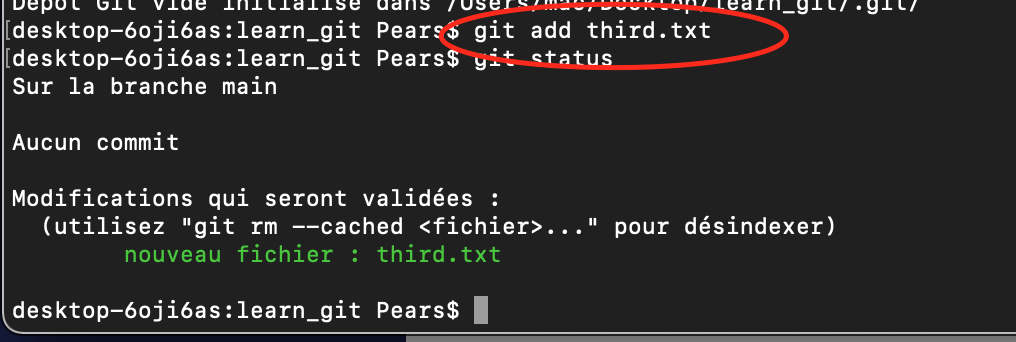 Dépôt Git vide initialisé dans /Users/mac/Desktop/learn_git/.git/
[desktop-6oji6as:learn_git Pears$ git add third.txt
[desktop-6oji6as:learn_git Pears$ git status
Sur la branche main
Aucun commit
Modifications qui seront validées :
(utilisez "git rm --cached <fichier>..." pour désindexer)
nouveau fichier : third.txt
desktop-6oji6as:learn_git Pears$